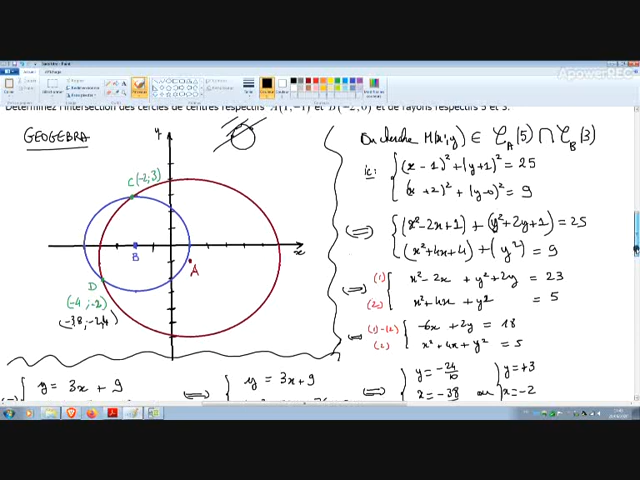 ApowerREC
Déterminez l'intersection des cercles de centres respectifs A(1,−1) et B(−2,0) et de rayons respectifs 5 et 3.
GEOGEBRA
y
C(-2;3)
B
A
x
D
(-4;-2)
(-3,8;-2,4)
On cherche M(x;y) ∈ C_A(5) ∩ C_B(3)
ie: { (x-1)² + (y+1)² = 25
(x+2)² + (y-0)² = 9
⟺ { (x²-2x+1) + (y²+2y+1) = 25
(x²+4x+4) + (y²) = 9
⟹ (1) { x²-2x + y²+2y = 23
(2) x²+4x + y² = 5
⟺ (1)-(2) { -6x + 2y = 18
(2) x²+4x+y² = 5
{ y = 3x + 9
⟺ { y = 3x+9
⟺ { y = -24/10
x = -38
ou { y = +3
x = -2